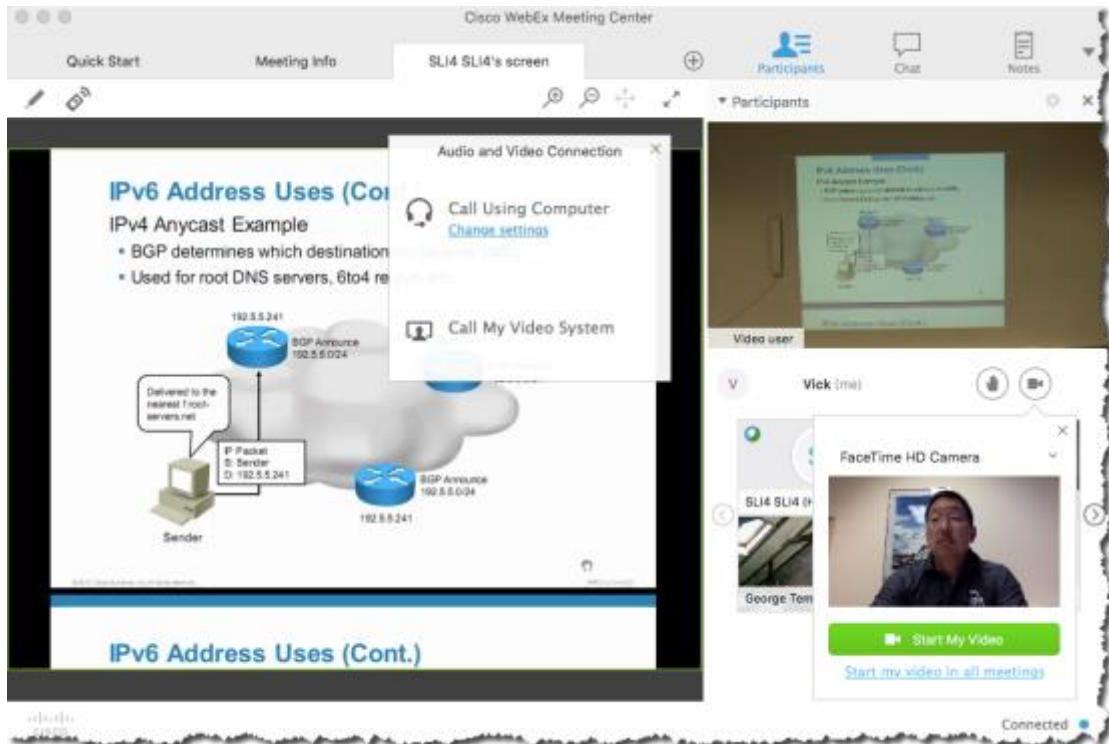 Cisco WebEx Meeting Center
Quick Start
Meeting Info
SLI4 SLI4's screen
Participants
Chat
Notes
Participants
Audio and Video Connection
Call Using Computer
Change settings
Call My Video System
IPv6 Address Uses (Cont
IPv4 Anycast Example
BGP determines which destination
Used for root DNS servers, 6to4 re
192.5.5.241
BGP Announce
192.5.5.0/24
Delivered to the
nearest f.root-
servers.net
IP Packet
S: Sender
D: 192.5.5.241
BGP Announce
192.5.5.0/24
192.5.5.241
Sender
IPv6 Address Uses (Cont.)
Video user
V
Vick (me)
FaceTime HD Camera
SLI4 SLI4 (H
George Tem
Start My Video
Start my video in all meetings
Connected